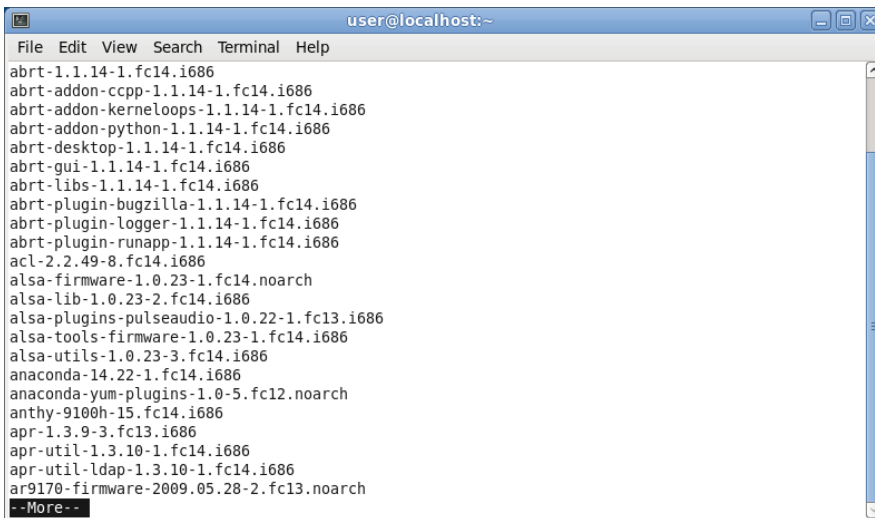 user@localhost:~
File Edit View Search Terminal Help
abrt-1.1.14-1.fc14.i686
abrt-addon-ccpp-1.1.14-1.fc14.i686
abrt-addon-kerneloops-1.1.14-1.fc14.i686
abrt-addon-python-1.1.14-1.fc14.i686
abrt-desktop-1.1.14-1.fc14.i686
abrt-gui-1.1.14-1.fc14.i686
abrt-libs-1.1.14-1.fc14.i686
abrt-plugin-bugzilla-1.1.14-1.fc14.i686
abrt-plugin-logger-1.1.14-1.fc14.i686
abrt-plugin-runapp-1.1.14-1.fc14.i686
acl-2.2.49-8.fc14.i686
alsa-firmware-1.0.23-1.fc14.noarch
alsa-lib-1.0.23-2.fc14.i686
alsa-plugins-pulseaudio-1.0.22-1.fc13.i686
alsa-tools-firmware-1.0.23-1.fc14.i686
alsa-utils-1.0.23-3.fc14.i686
anaconda-14.22-1.fc14.i686
anaconda-yum-plugins-1.0-5.fc12.noarch
anthy-9100h-15.fc14.i686
apr-1.3.9-3.fc13.i686
apr-util-1.3.10-1.fc14.i686
apr-util-ldap-1.3.10-1.fc14.i686
ar9170-firmware-2009.05.28-2.fc13.noarch
--More--